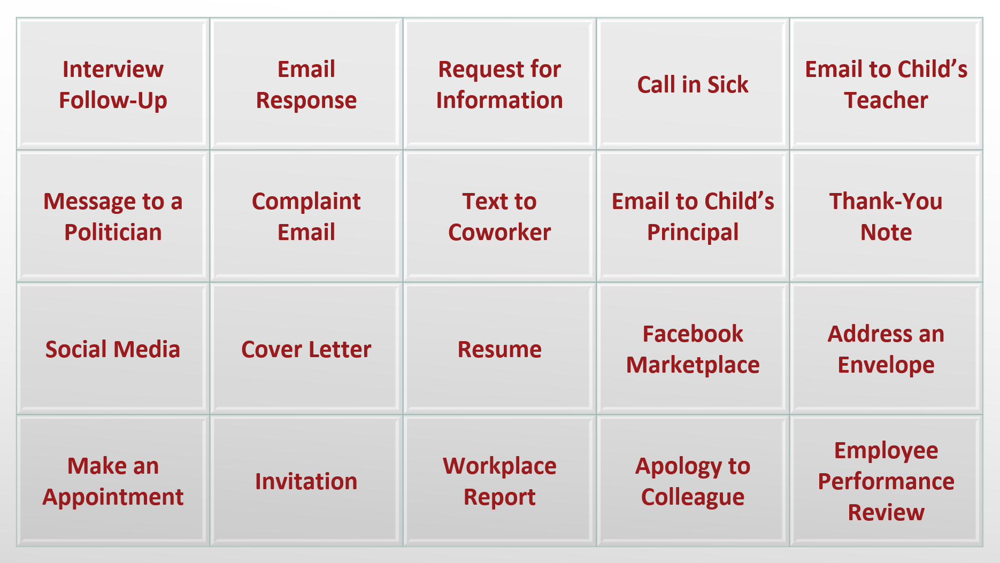 Interview
Follow-Up
Email
Response
Request for
Information
Call in Sick
Email to Child’s
Teacher
Message to a
Politician
Complaint
Email
Text to
Coworker
Email to Child’s
Principal
Thank-You
Note
Social Media
Cover Letter
Resume
Facebook
Marketplace
Address an
Envelope
Make an
Appointment
Invitation
Workplace
Report
Apology to
Colleague
Employee
Performance
Review